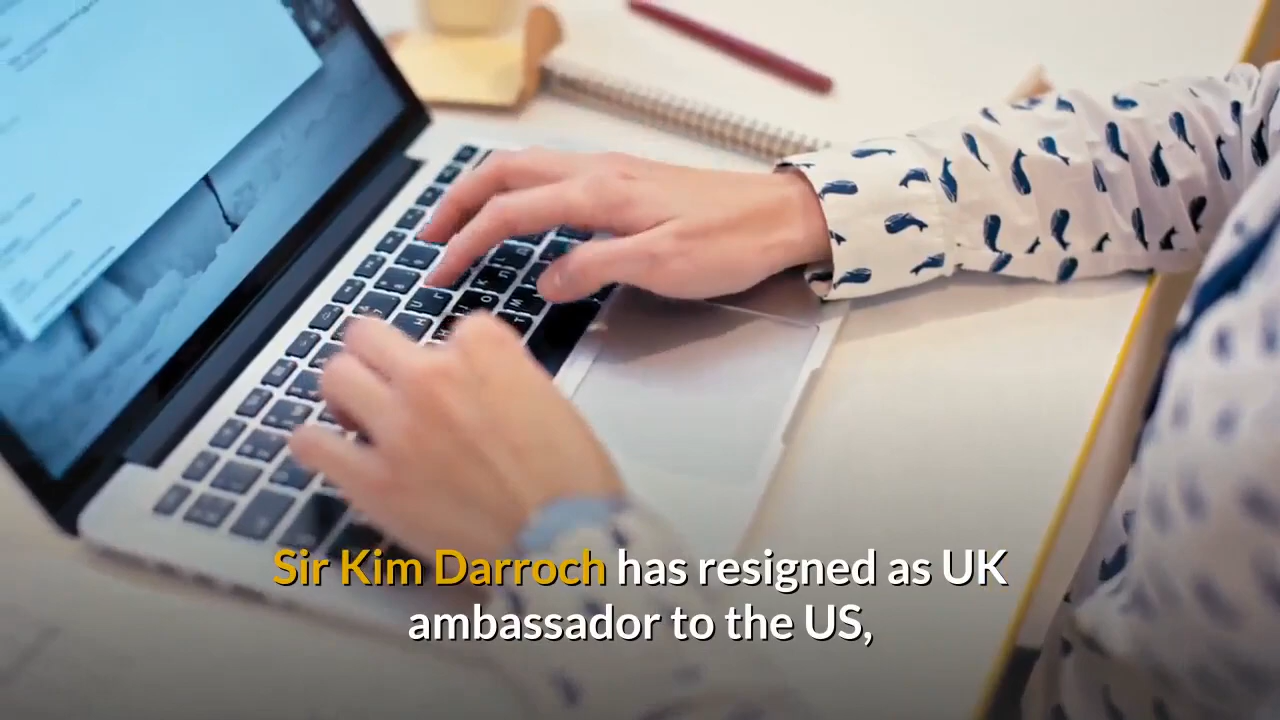 Sir Kim Darroch has resigned as UK
ambassador to the US,